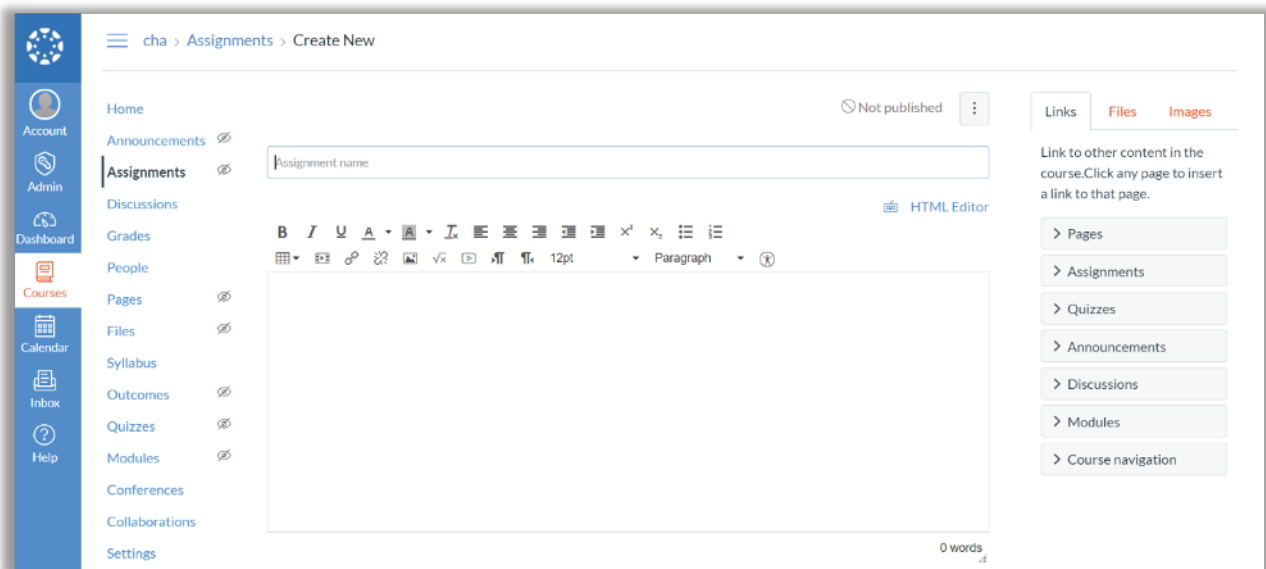 cha > Assignments > Create New
Account
Admin
Dashboard
Courses
Calendar
Inbox
Help
Home
Announcements
Assignments
Discussions
Grades
People
Pages
Files
Syllabus
Outcomes
Quizzes
Modules
Conferences
Collaborations
Settings
Not published
Assignment name
HTML Editor
B I U A A Ix x² x₂
√x ¶ ¶ 12pt Paragraph
0 words
Links Files Images
Link to other content in the
course.Click any page to insert
a link to that page.
> Pages
> Assignments
> Quizzes
> Announcements
> Discussions
> Modules
> Course navigation